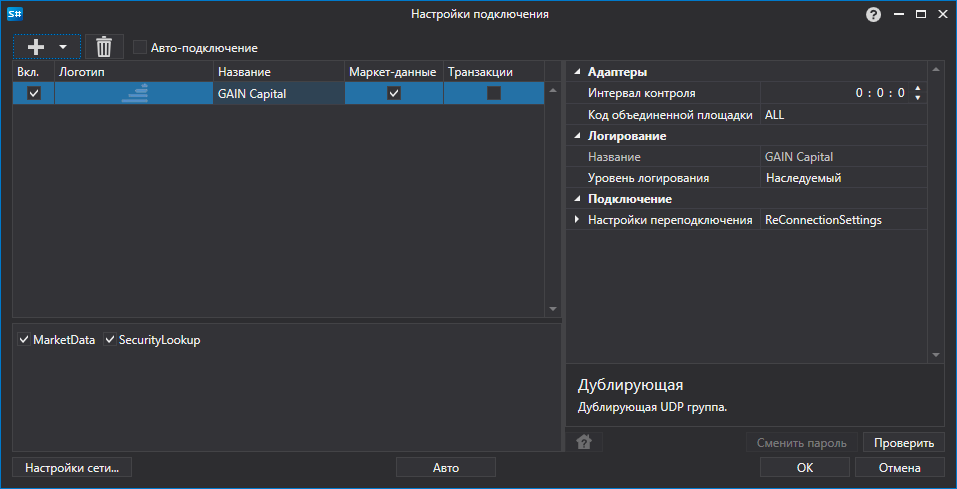 S#
Настройки подключения
?
Авто-подключение
Вкл. Логотип Название Маркет-данные Транзакции
GAIN Capital
MarketData SecurityLookup
Адаптеры
Интервал контроля 0 : 0 : 0
Код объединенной площадки ALL
Логирование
Название GAIN Capital
Уровень логирования Наследуемый
Подключение
Настройки переподключения ReConnectionSettings
Дублирующая
Дублирующая UDP группа.
?
Сменить пароль Проверить
Настройки сети... Авто OK Отмена